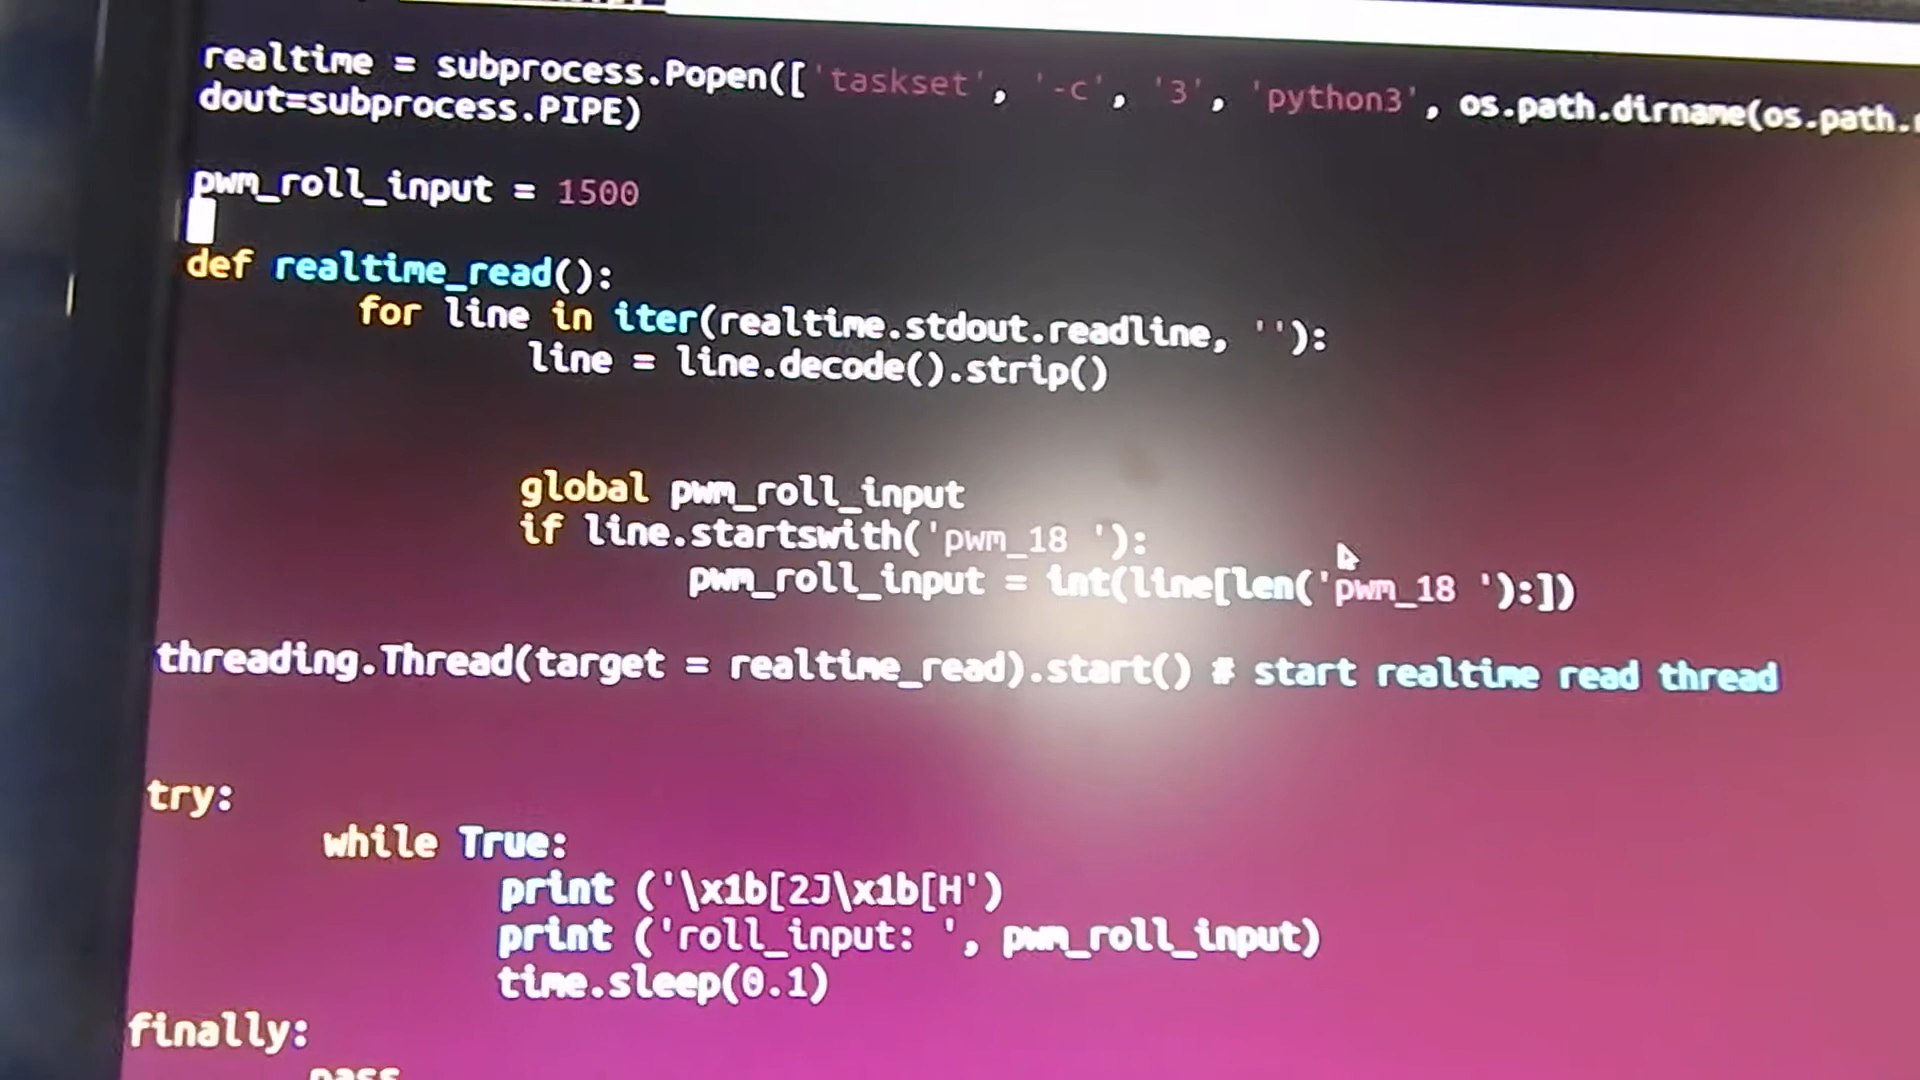 realtime = subprocess.Popen(['taskset', '-c', '3', 'python3', os.path.dirname(os.path.
dout=subprocess.PIPE)
pwm_roll_input = 1500
def realtime_read():
for line in iter(realtime.stdout.readline, ''):
line = line.decode().strip()
global pwm_roll_input
if line.startswith('pwm_18 '):
pwm_roll_input = int(line[len('pwm_18 '):])
threading.Thread(target = realtime_read).start() # start realtime read thread
try:
while True:
print ('\x1b[2J\x1b[H')
print ('roll_input: ', pwm_roll_input)
time.sleep(0.1)
finally:
pass